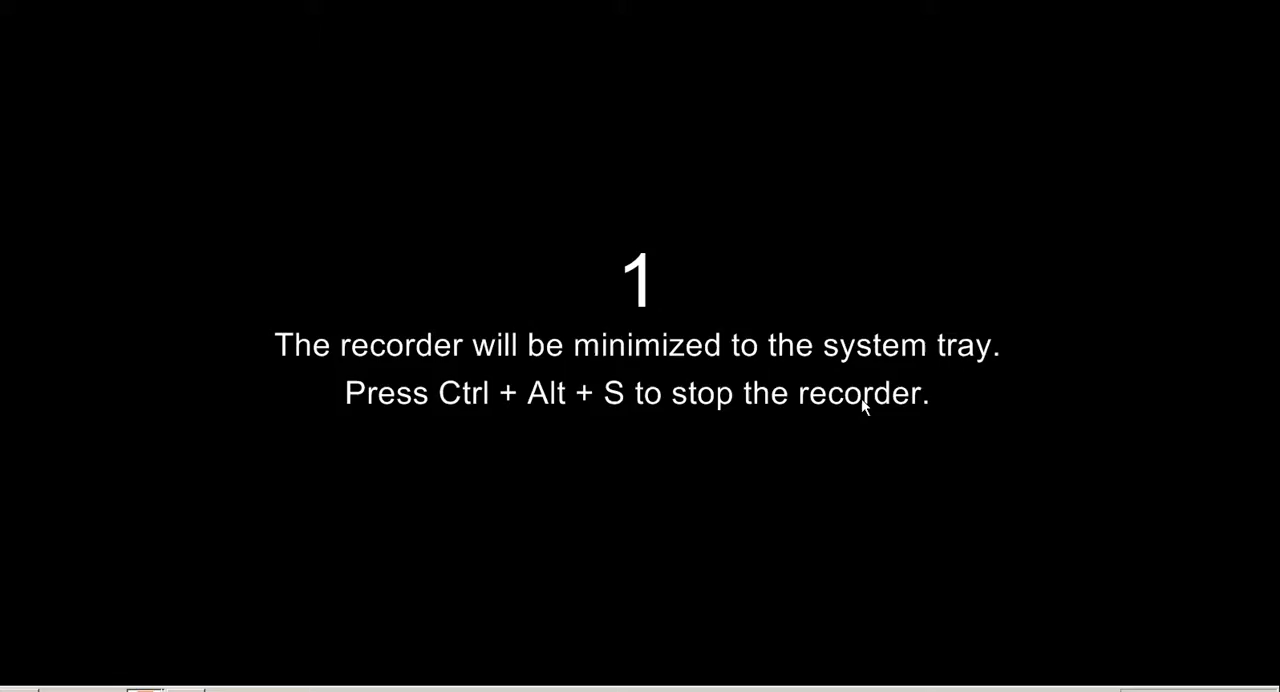 1
The recorder will be minimized to the system tray.
Press Ctrl + Alt + S to stop the recorder.